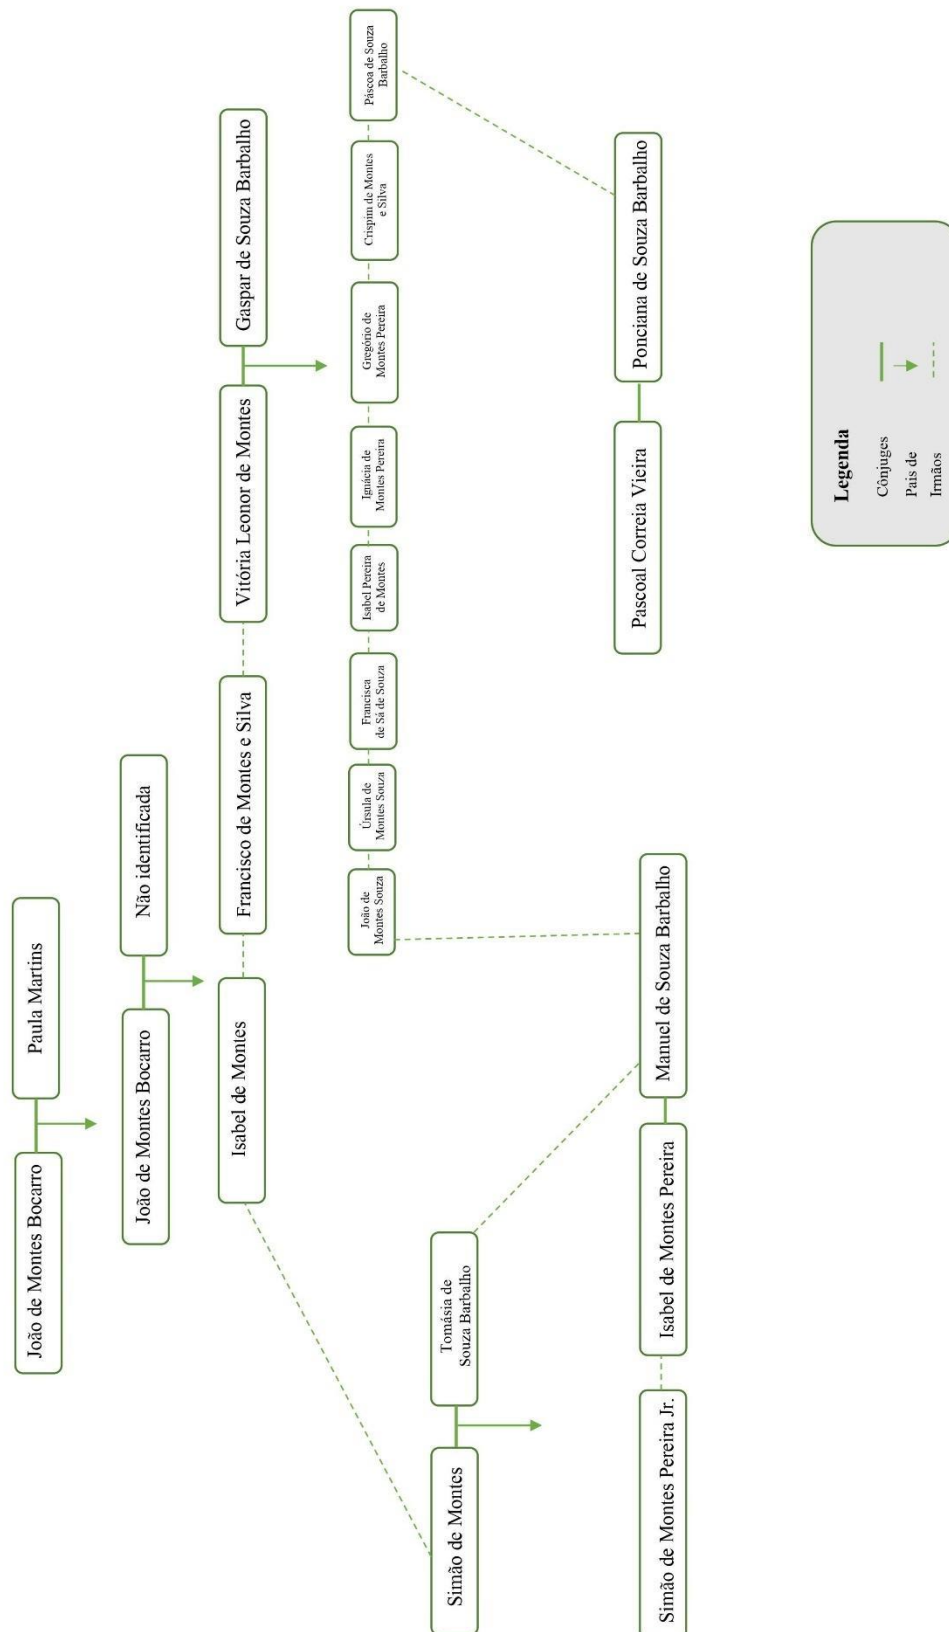 João de Montes Bocarro
Paula Martins
João de Montes Bocarro
Não identificada
Isabel de Montes
Francisco de Montes e Silva
Vitória Leonor de Montes
Gaspar de Souza Barbalho
João de
Montes Souza
Úrsula de
Montes Souza
Francisca
de Sá de Souza
Isabel Pereira
de Montes
Ignácia de
Montes Pereira
Gregório de
Montes Pereira
Crispim de Montes
e Silva
Páscoa de Souza
Barbalho
Simão de Montes
Tomásia de
Souza Barbalho
Pascoal Correia Vieira
Ponciana de Souza Barbalho
Simão de Montes Pereira Jr.
Isabel de Montes Pereira
Manuel de Souza Barbalho
Legenda
Cônjuges
Pais de
Irmãos